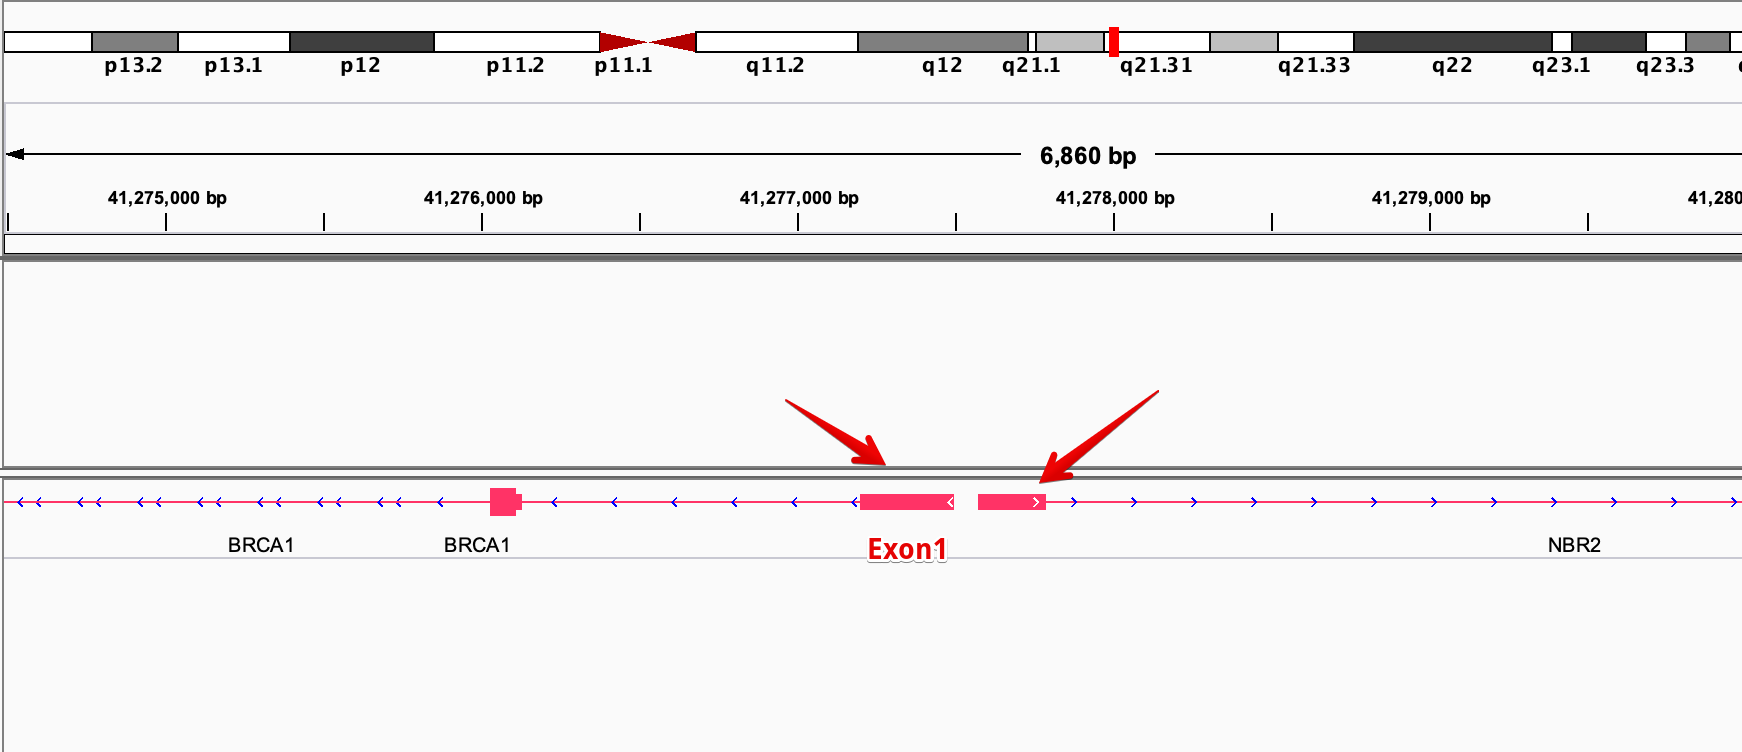 p13.2 p13.1 p12 p11.2 p11.1 q11.2 q12 q21.1 q21.31 q21.33 q22 q23.1 q23.3
6,860 bp
41,275,000 bp 41,276,000 bp 41,277,000 bp 41,278,000 bp 41,279,000 bp 41,280
BRCA1 BRCA1 Exon1 NBR2